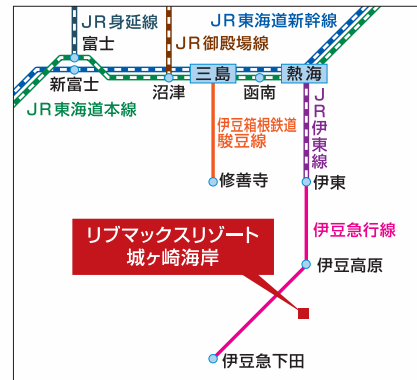 JR身延線
富士
JR東海道新幹線
JR御殿場線
三島
熱海
新富士
沼津
函南
JR東海道本線
JR伊東線
伊豆箱根鉄道
駿豆線
修善寺
伊東
リブマックスリゾート
城ヶ崎海岸
伊豆急行線
伊豆高原
伊豆急下田